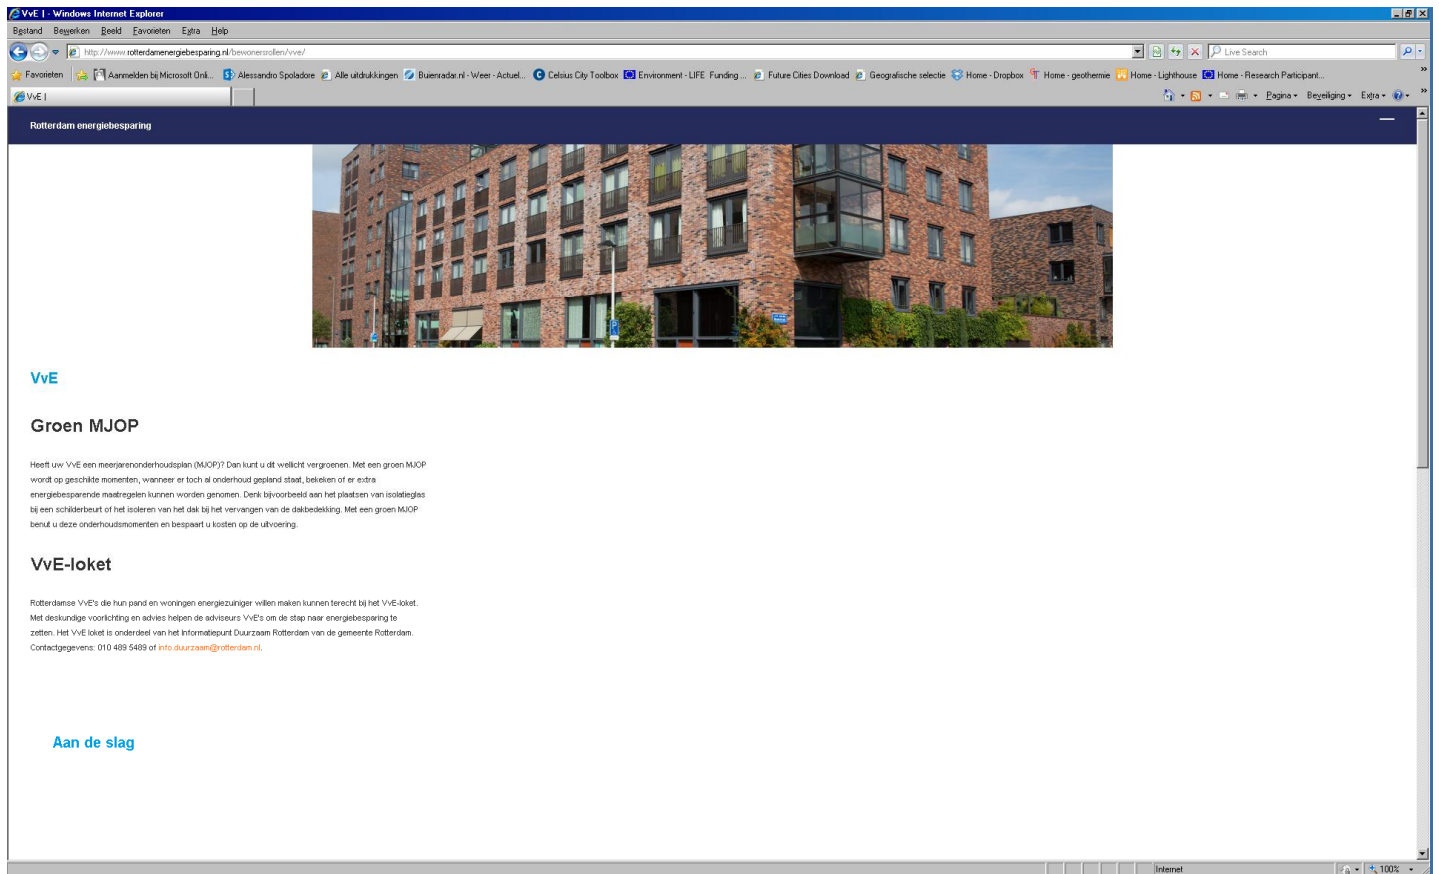 VvE | - Windows Internet Explorer
Bestand Bewerken Beeld Favorieten Extra Help
http://www.rotterdamenergiebesparing.nl/bewonersrollen/vve/
Live Search
Favorieten Aanmelden bij Microsoft Onli... Alessandro Spoladore Alle uitdrukkingen Buienradar.nl - Weer - Actuel... Celsius City Toolbox Environment - LIFE Funding ... Future Cities Download Geografische selectie Home - Dropbox Home - geothermie Home - Lighthouse Home - Research Participant...
VvE |
Pagina Beveiliging Extra
Rotterdam energiebesparing
P
VvE
Groen MJOP
Heeft uw VvE een meerjarenonderhoudsplan (MJOP)? Dan kunt u dit wellicht vergroenen. Met een groen MJOP
wordt op geschikte momenten, wanneer er toch al onderhoud gepland staat, bekeken of er extra
energiebesparende maatregelen kunnen worden genomen. Denk bijvoorbeeld aan het plaatsen van isolatieglas
bij een schilderbeurt of het isoleren van het dak bij het vervangen van de dakbedekking. Met een groen MJOP
benut u deze onderhoudsmomenten en bespaart u kosten op de uitvoering.
VvE-loket
Rotterdamse VvE's die hun pand en woningen energiezuiniger willen maken kunnen terecht bij het VvE-loket.
Met deskundige voorlichting en advies helpen de adviseurs VvE's om de stap naar energiebesparing te
zetten. Het VvE loket is onderdeel van het Informatiepunt Duurzaam Rotterdam van de gemeente Rotterdam.
Contactgegevens: 010 489 5489 of info.duurzaam@rotterdam.nl.
Aan de slag
Internet
100%